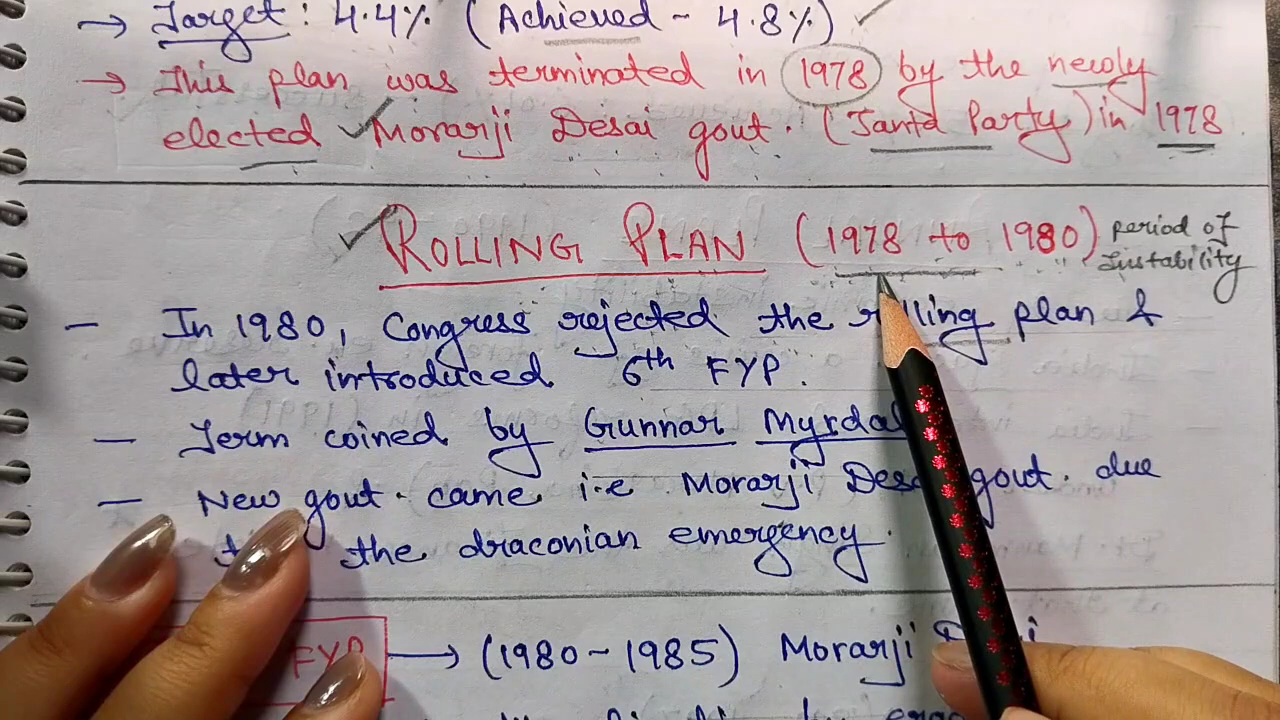 → Target: 4.4% (Achieved - 4.8%)
→ This plan was terminated in 1978 by the newly
elected Morarji Desai govt. (Janta Party) in 1978
ROLLING PLAN (1978 to 1980) period of
Instability
- In 1980, Congress rejected the rolling plan &
later introduced 6th FYP.
- Term coined by Gunnar Myrdal
- New govt. came i.e Morarji Desai govt. due
the draconian emergency.
FYP → (1980-1985) Morarji